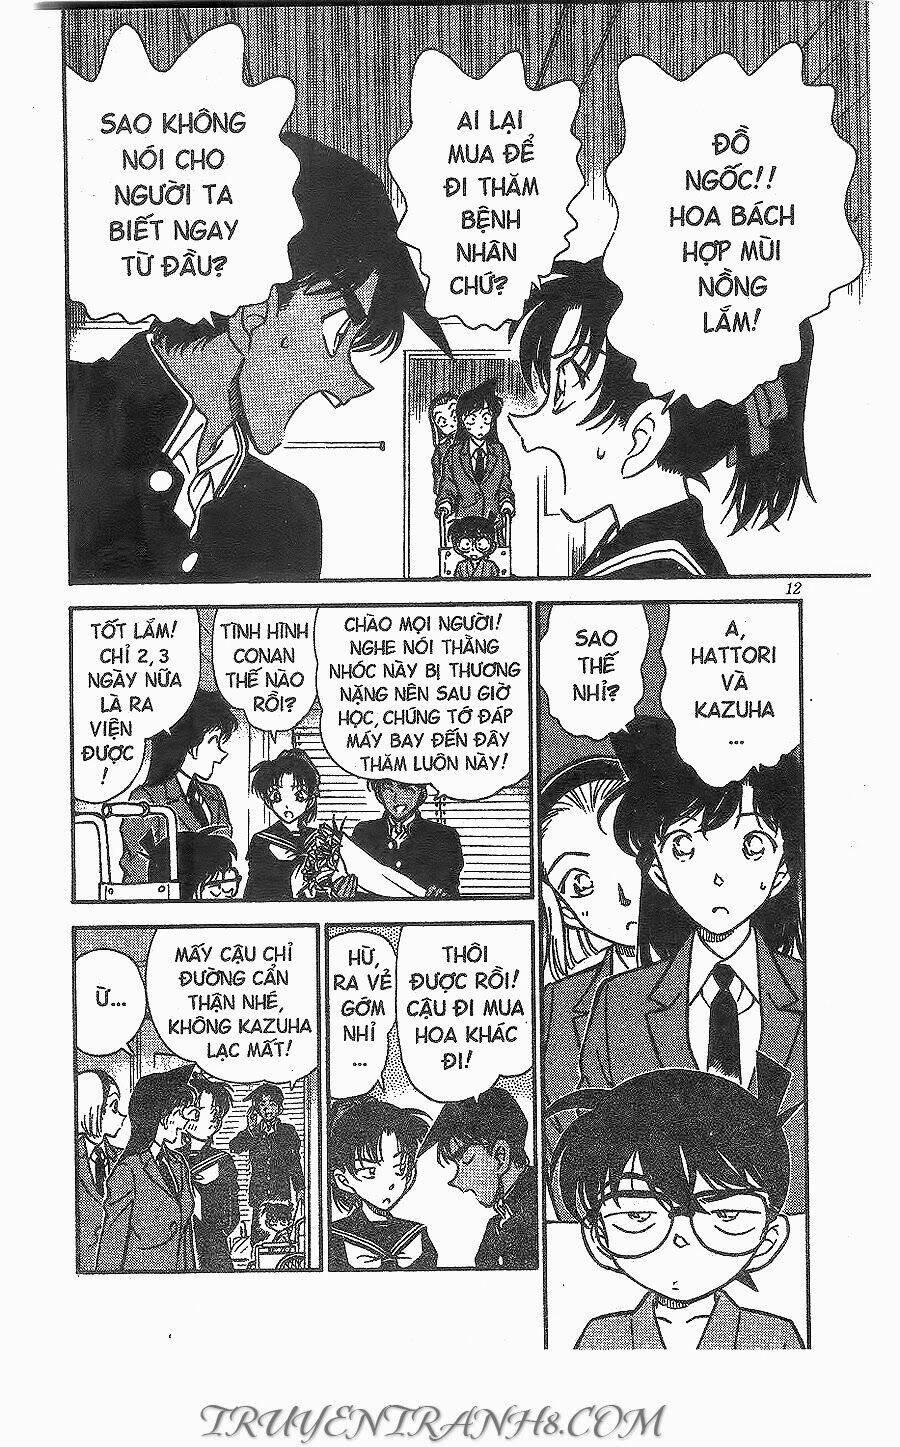 ĐỒ
NGỐC!!
HOA BÁCH
HỢP MÙI
NỒNG
LẮM!
AI LẠI
MUA ĐỂ
ĐI THĂM
BỆNH
NHÂN
CHỨ?
SAO KHÔNG
NÓI CHO
NGƯỜI TA
BIẾT NGAY
TỪ ĐẦU?
12
A,
HATTORI
VÀ
KAZUHA
...
SAO
THẾ
NHỈ?
CHÀO MỌI NGƯỜI!
NGHE NÓI THẰNG
NHÓC NÀY BỊ THƯƠNG
NẶNG NÊN SAU GIỜ
HỌC, CHÚNG TỚ ĐÁP
MÁY BAY ĐẾN ĐÂY
THĂM LUÔN NÀY!
TÌNH HÌNH
CONAN
THẾ NÀO
RỒI?
TỐT LẮM!
CHỈ 2, 3
NGÀY NỮA
LÀ RA
VIỆN
ĐƯỢC
!
THÔI
ĐƯỢC RỒI!
CẬU ĐI MUA
HOA KHÁC
ĐI!
HỪ,
RA VẺ
GỚM
NHỈ
...
MẤY CẬU CHỈ
ĐƯỜNG CẨN
THẬN NHÉ,
KHÔNG KAZUHA
LẠC MẤT!
Ừ...
TRUYENTRANH8.COM